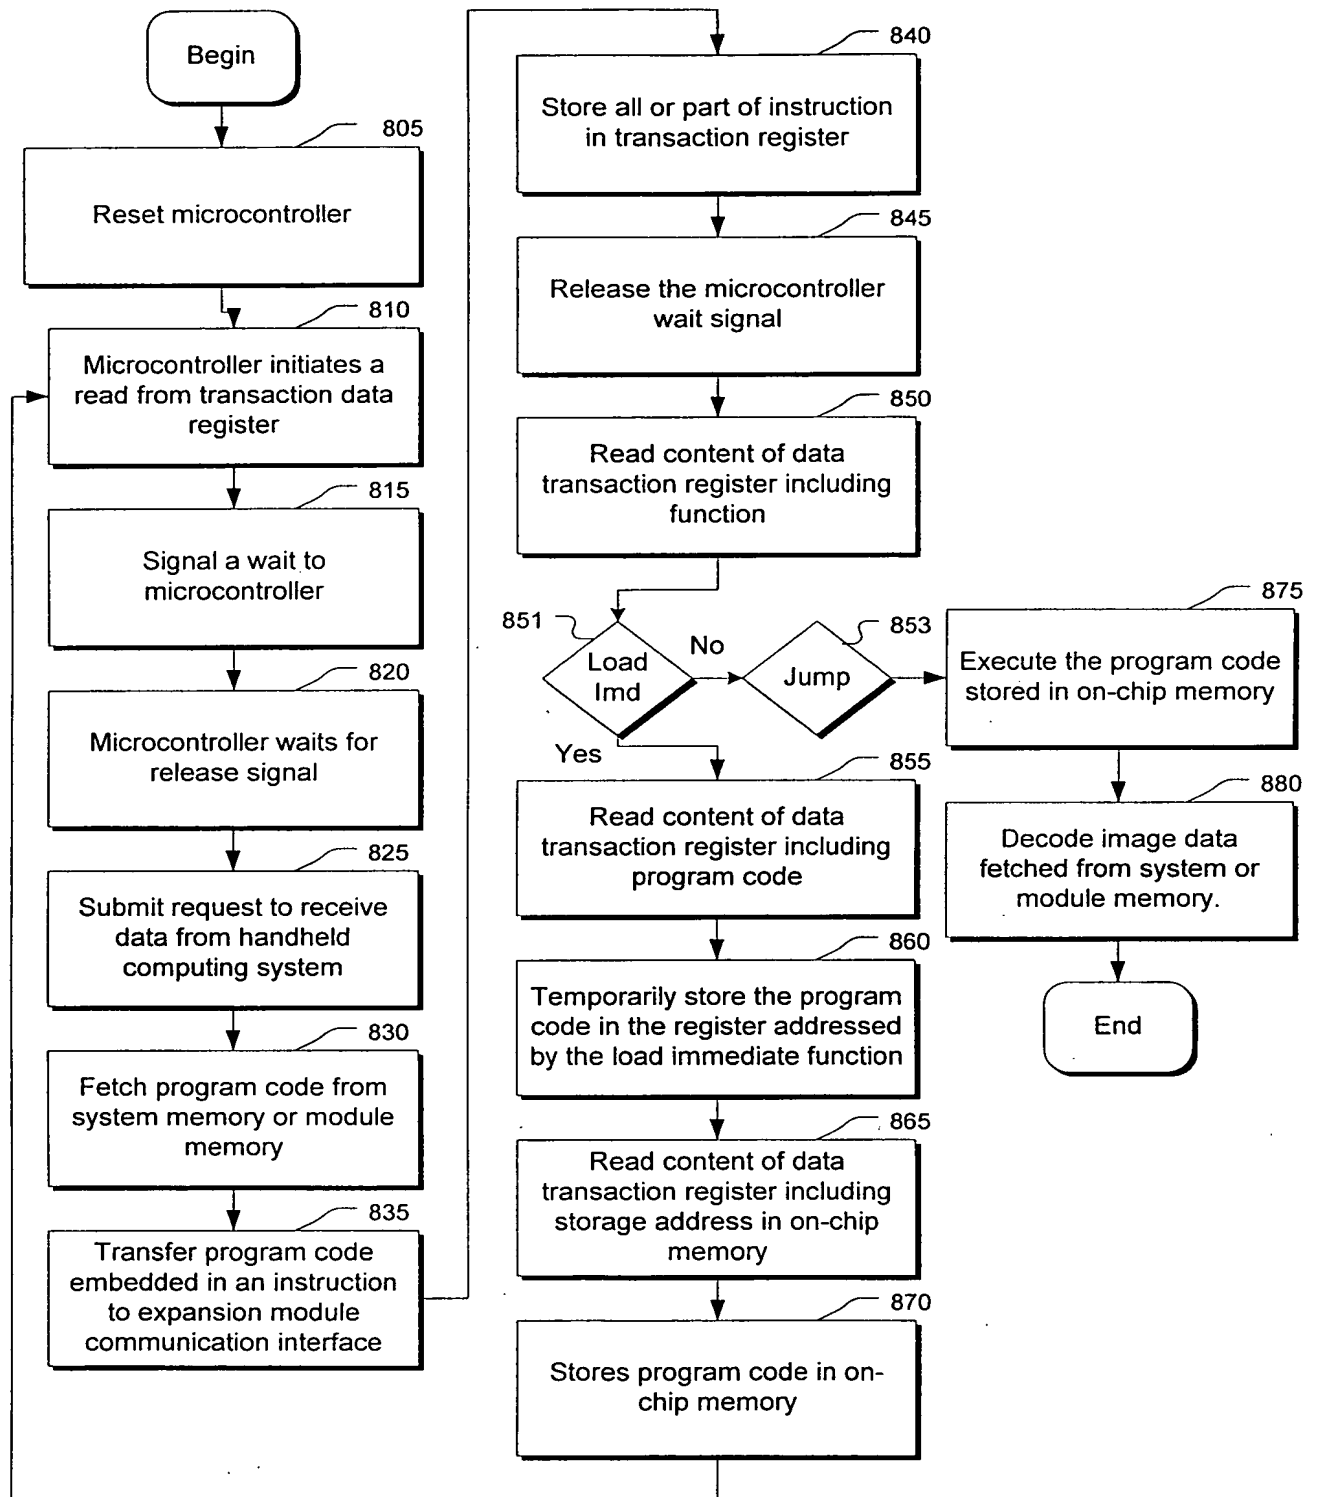 Begin
805
Reset microcontroller
810
Microcontroller initiates a
read from transaction data
register
815
Signal a wait to
microcontroller
820
Microcontroller waits for
release signal
825
Submit request to receive
data from handheld
computing system
830
Fetch program code from
system memory or module
memory
835
Transfer program code
embedded in an instruction
to expansion module
communication interface
840
Store all or part of instruction
in transaction register
845
Release the microcontroller
wait signal
850
Read content of data
transaction register including
function
851
Load
Imd
No
Yes
853
Jump
855
Read content of data
transaction register including
program code
860
Temporarily store the program
code in the register addressed
by the load immediate function
865
Read content of data
transaction register including
storage address in on-chip
memory
870
Stores program code in on-
chip memory
875
Execute the program code
stored in on-chip memory
880
Decode image data
fetched from system or
module memory.
End